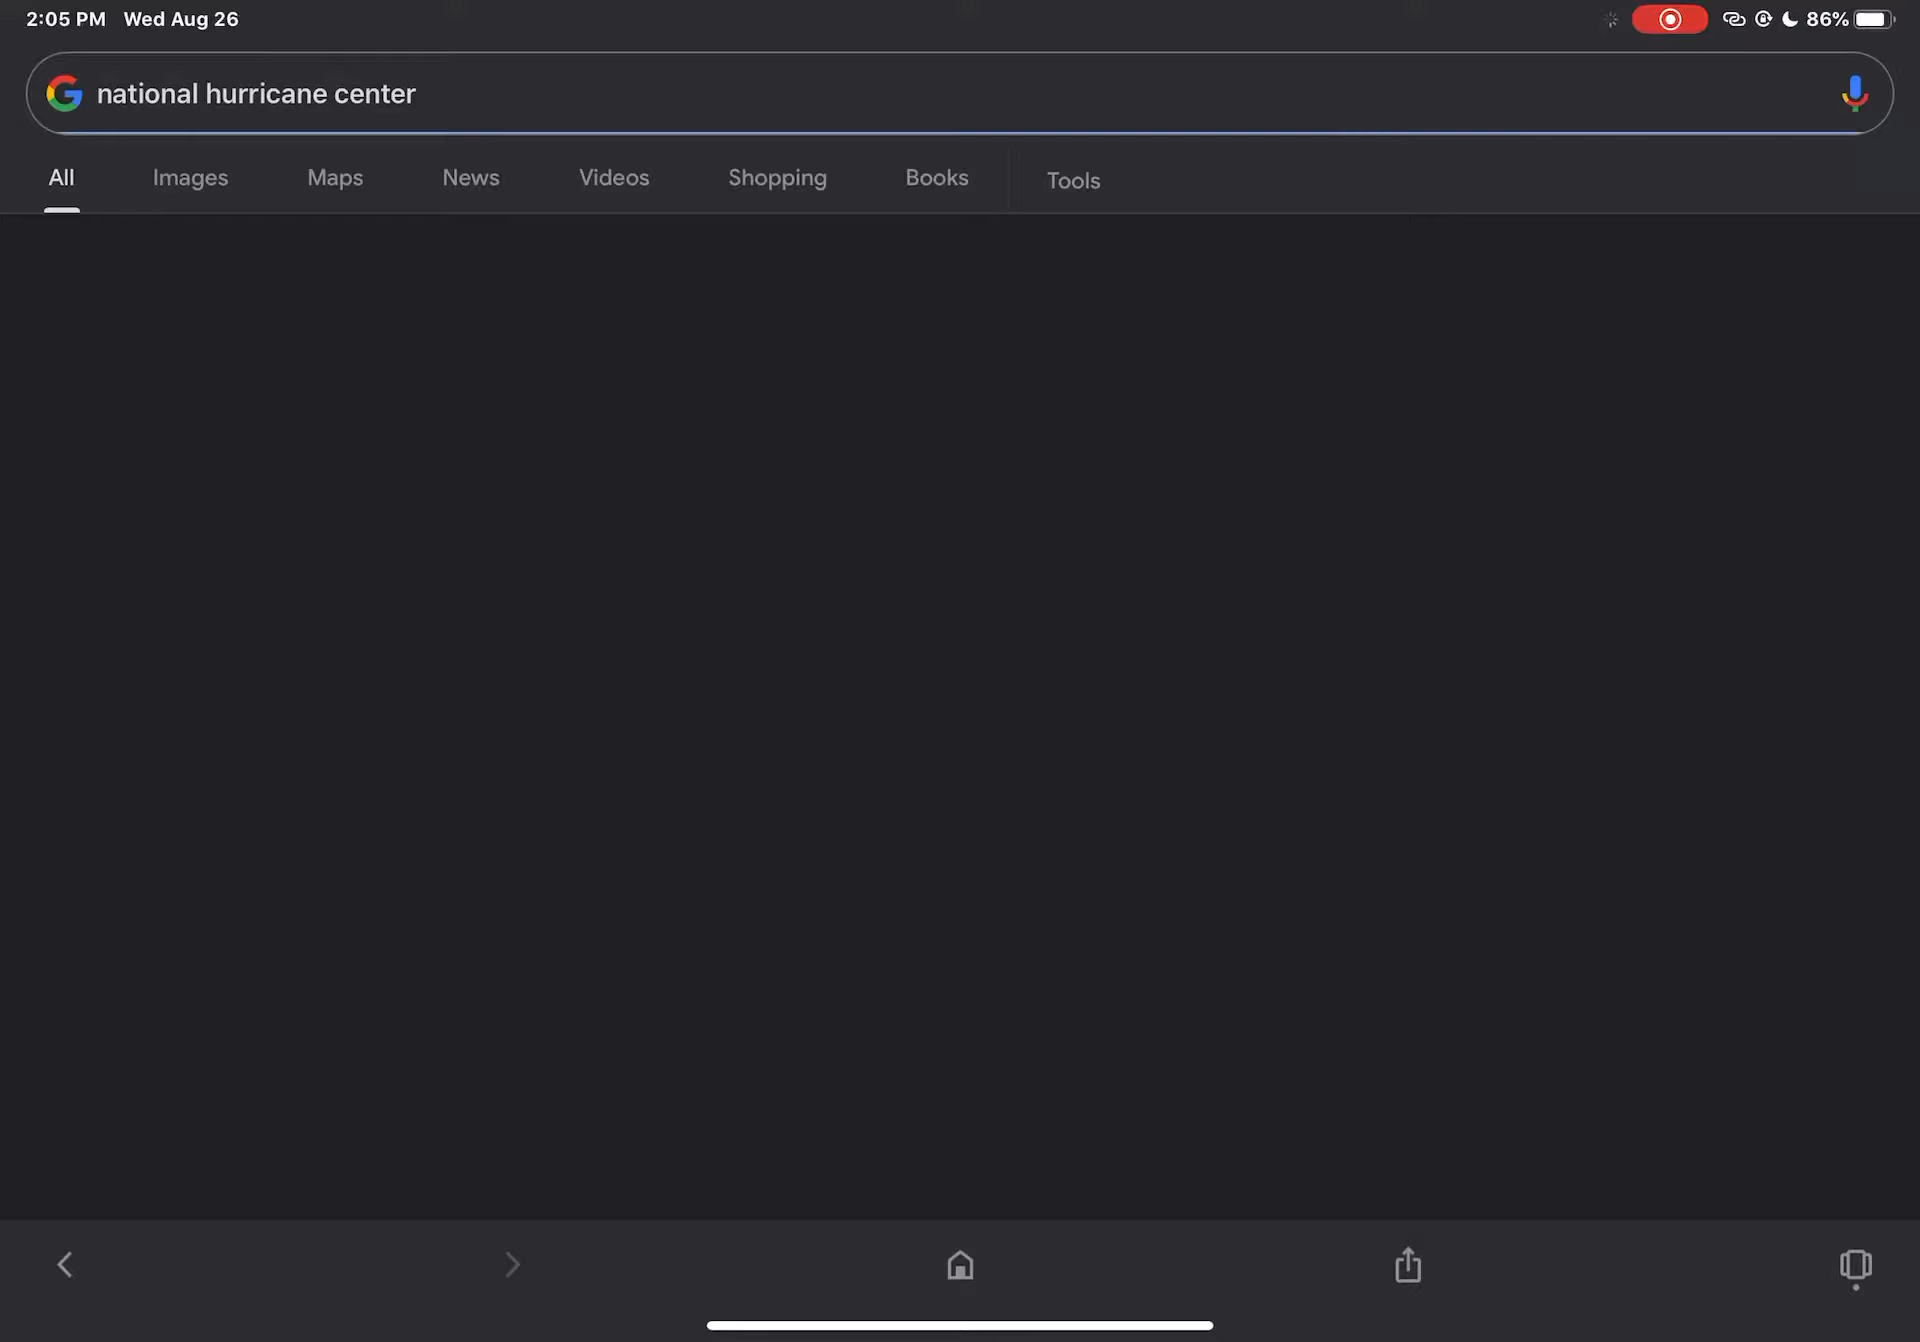 2:05 PM Wed Aug 26 86%
national hurricane center
All Images Maps News Videos Shopping Books Tools